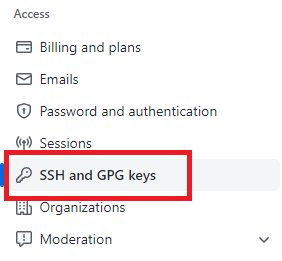 Access
Billing and plans
Emails
Password and authentication
Sessions
SSH and GPG keys
Organizations
Moderation